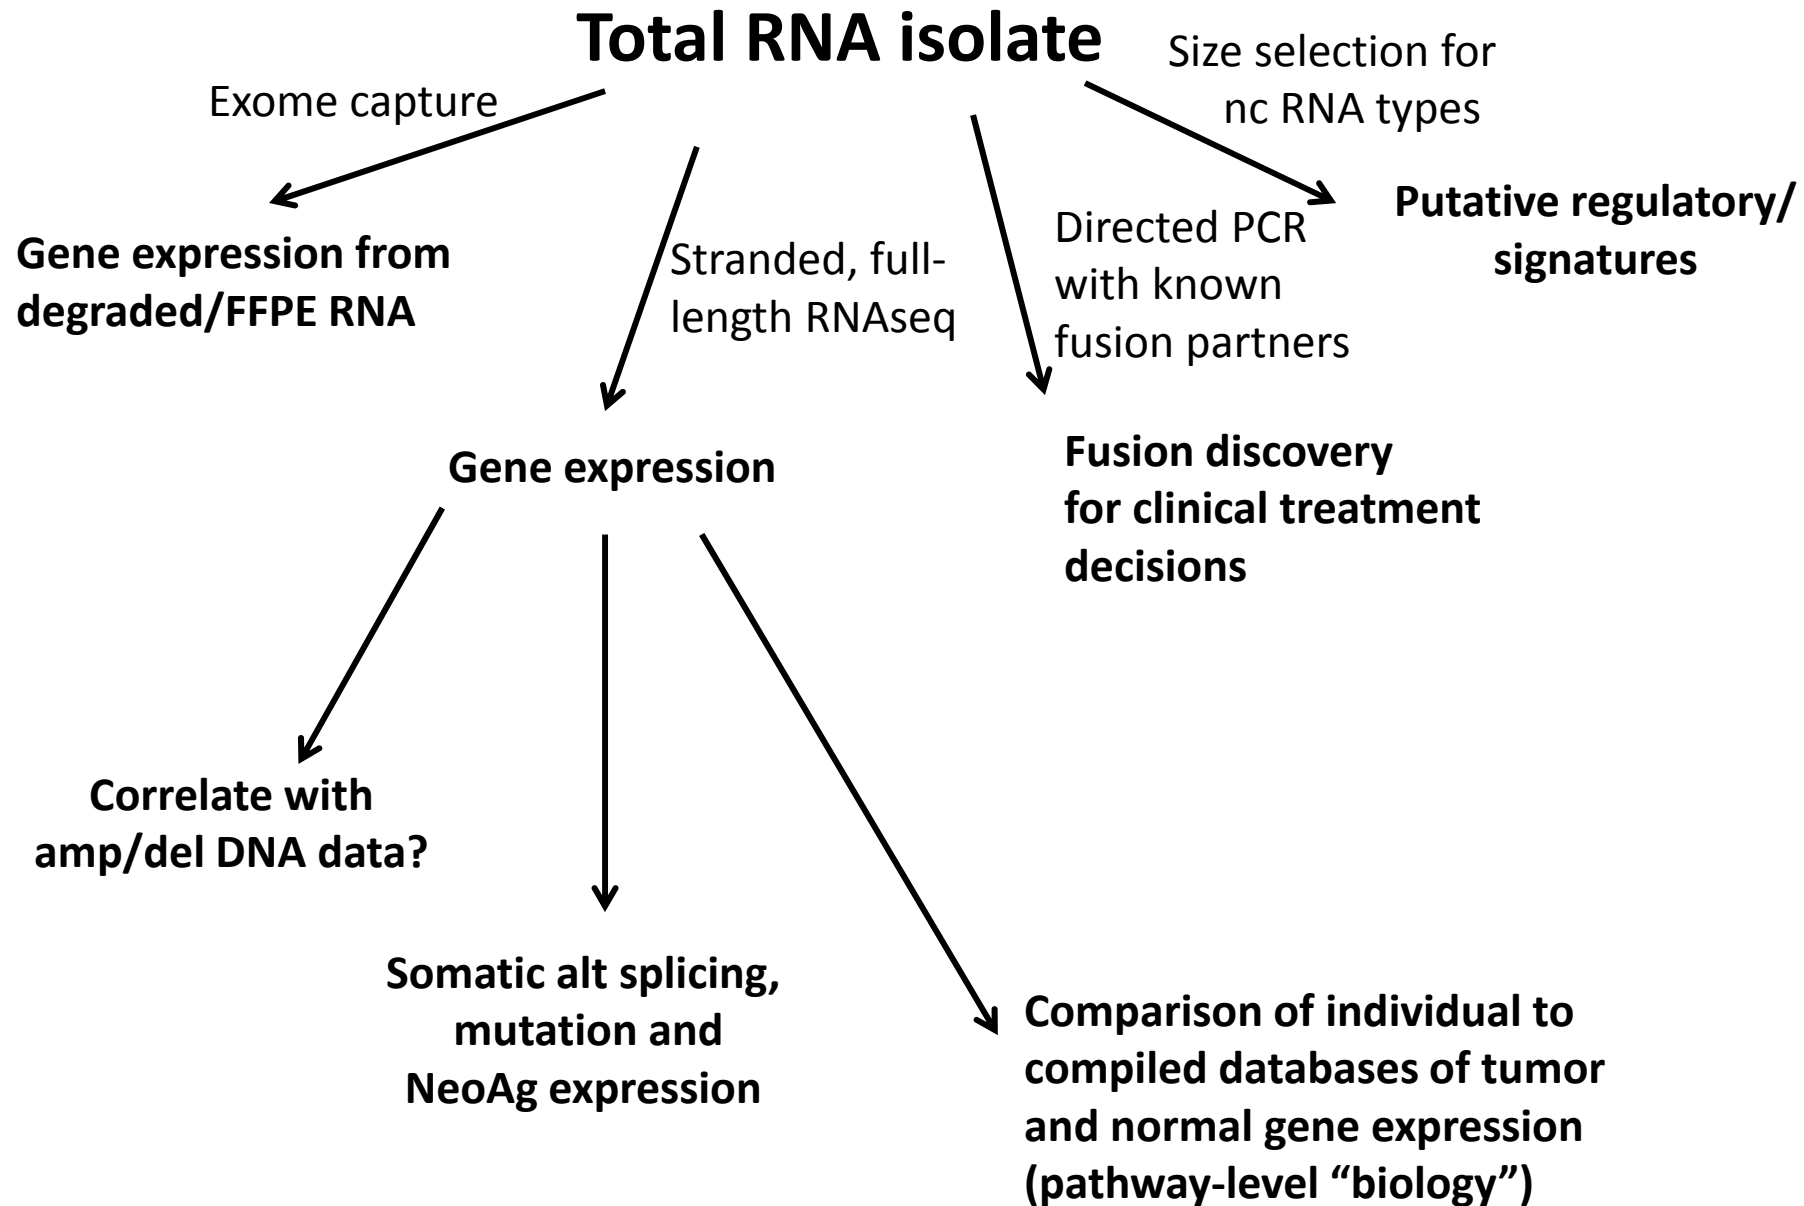 Total RNA isolate
Exome capture
Size selection for
nc RNA types
Gene expression from
degraded/FFPE RNA
Stranded, full-
length RNAseq
Directed PCR
with known
fusion partners
Putative regulatory/
signatures
Gene expression
Fusion discovery
for clinical treatment
decisions
Correlate with
amp/del DNA data?
Somatic alt splicing,
mutation and
NeoAg expression
Comparison of individual to
compiled databases of tumor
and normal gene expression
(pathway-level “biology”)